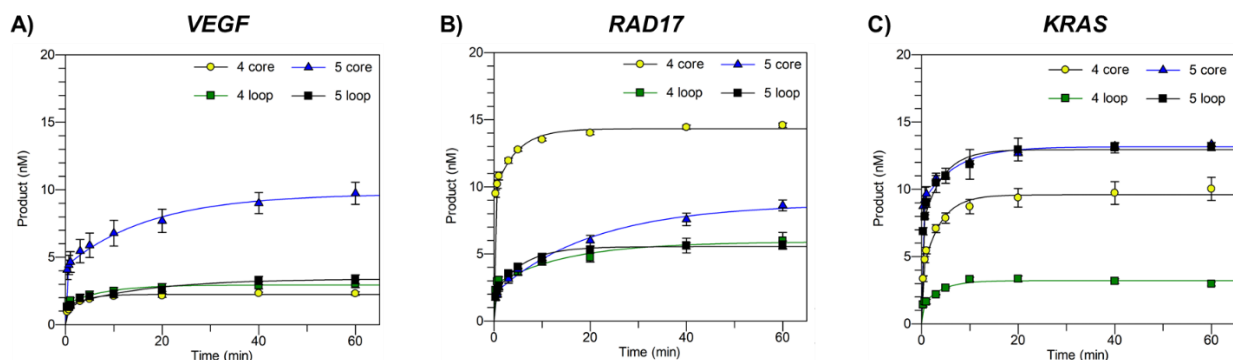 A) VEGF
20
15
10
5
0
Product (nM)
4 core 5 core
4 loop 5 loop
0 20 40 60
Time (min)
B) RAD17
20
15
10
5
0
Product (nM)
4 core 5 core
4 loop 5 loop
0 20 40 60
Time (min)
C) KRAS
20
15
10
5
0
Product (nM)
4 core 5 core
4 loop 5 loop
0 20 40 60
Time (min)